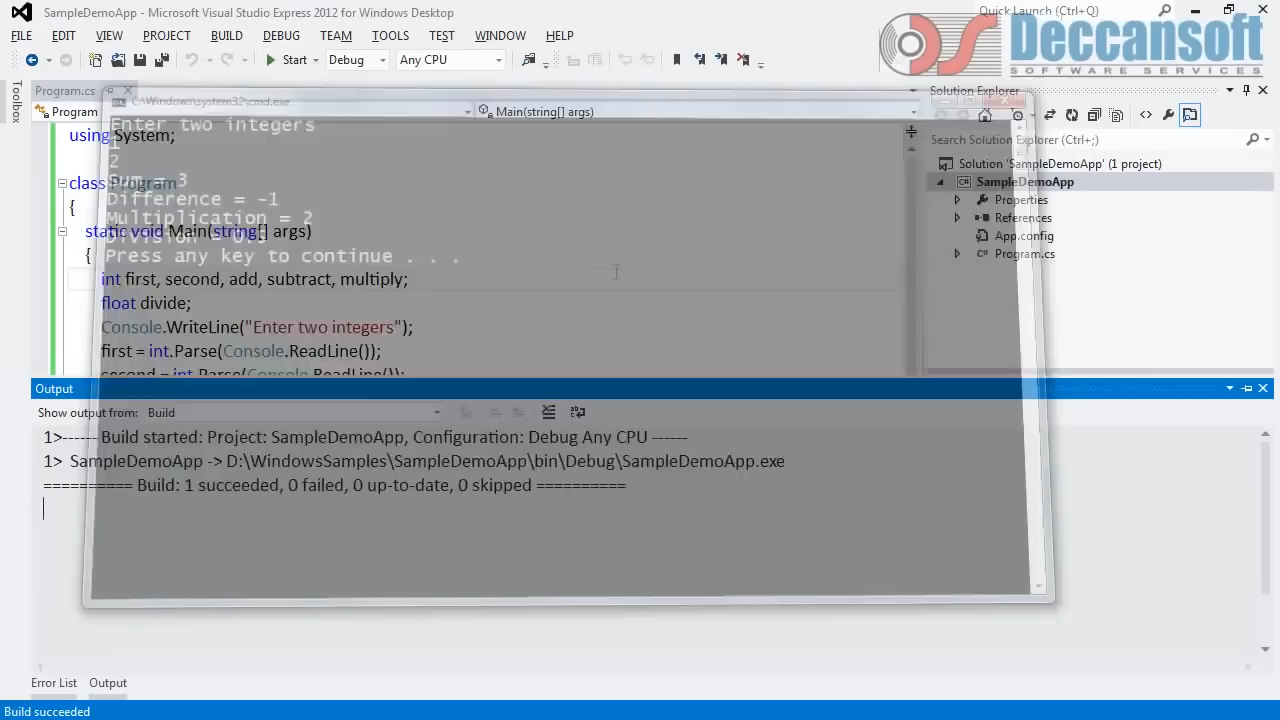 SampleDemoApp - Microsoft Visual Studio Express 2012 for Windows Desktop
Quick Launch (Ctrl+Q)
FILE EDIT VIEW PROJECT BUILD DEBUG TEAM TOOLS TEST WINDOW HELP
Deccansoft
SOFTWARE SERVICES
Start Debug Any CPU
Toolbox
Program.cs
C:\Windows\system32\cmd.exe
Solution Explorer
Program
Main(string[] args)
Enter two integers
1
2
Sum = 3
Difference = -1
Multiplication = 2
Division = 0.5
Press any key to continue . . .
using System;
class Program
{
static void Main(string[] args)
{
int first, second, add, subtract, multiply;
float divide;
Console.WriteLine("Enter two integers");
first = int.Parse(Console.ReadLine());
second = int.Parse(Console.ReadLine());
Search Solution Explorer (Ctrl+;)
Solution 'SampleDemoApp' (1 project)
SampleDemoApp
Properties
References
App.config
Program.cs
Output
Show output from: Build
1>------ Build started: Project: SampleDemoApp, Configuration: Debug Any CPU ------
1> SampleDemoApp -> D:\WindowsSamples\SampleDemoApp\bin\Debug\SampleDemoApp.exe
========== Build: 1 succeeded, 0 failed, 0 up-to-date, 0 skipped ==========
Error List Output
Build succeeded